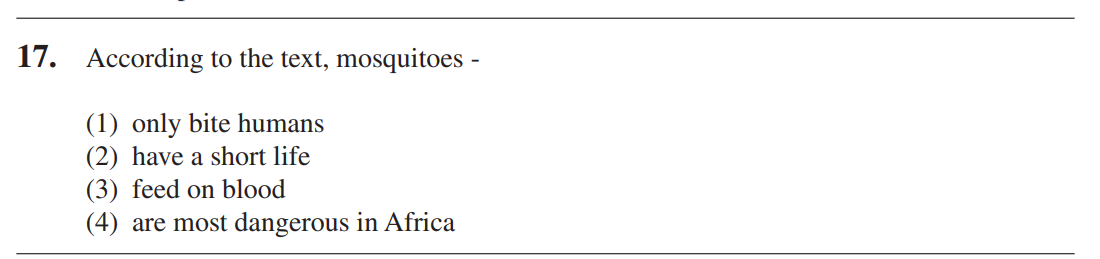 17. According to the text, mosquitoes -
(1) only bite humans
(2) have a short life
(3) feed on blood
(4) are most dangerous in Africa